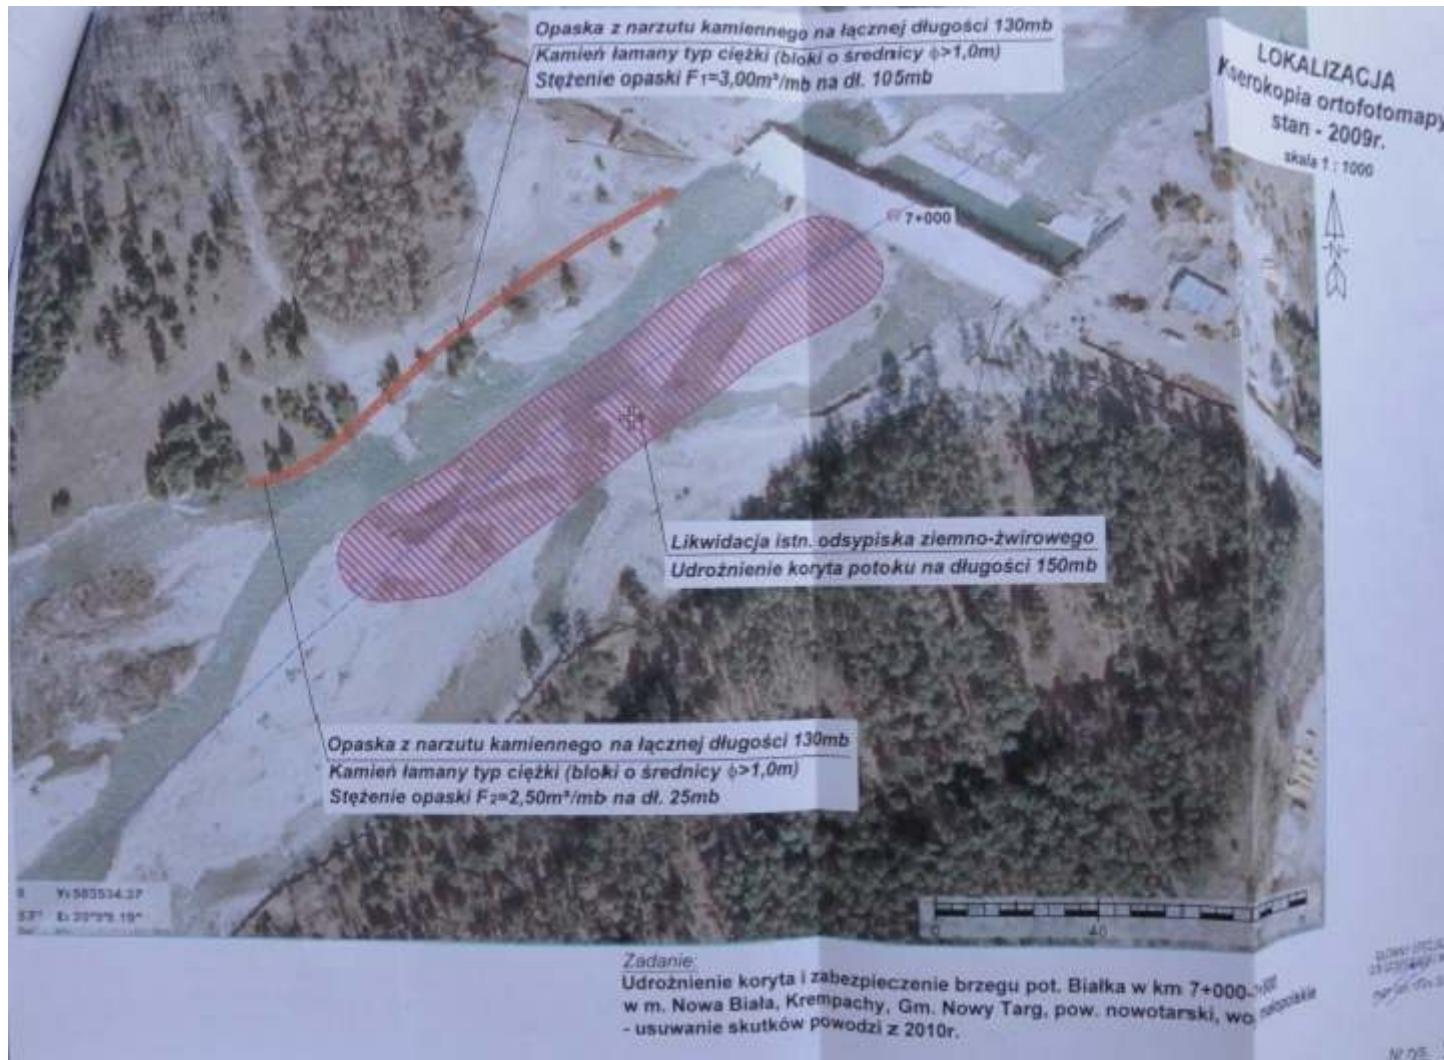 Opaska z narzutu kamiennego na łącznej długości 130mb
Kamień łamany typ ciężki (bloki o średnicy ϕ>1,0m)
Stężenie opaski F1=3,00m³/mb na dł. 105mb
LOKALIZACJA
Kserokopia ortofotomapy
stan - 2009r.
skala 1 : 1000
N
7+000
Likwidacja istn. odsypiska ziemno-żwirowego
Udrożnienie koryta potoku na długości 150mb
Opaska z narzutu kamiennego na łącznej długości 130mb
Kamień łamany typ ciężki (bloki o średnicy ϕ>1,0m)
Stężenie opaski F2=2,50m³/mb na dł. 25mb
0 40
Zadanie:
Udrożnienie koryta i zabezpieczenie brzegu pot. Białka w km 7+000-
w m. Nowa Biała, Krempachy, Gm. Nowy Targ, pow. nowotarski, wo
- usuwanie skutków powodzi z 2010r.